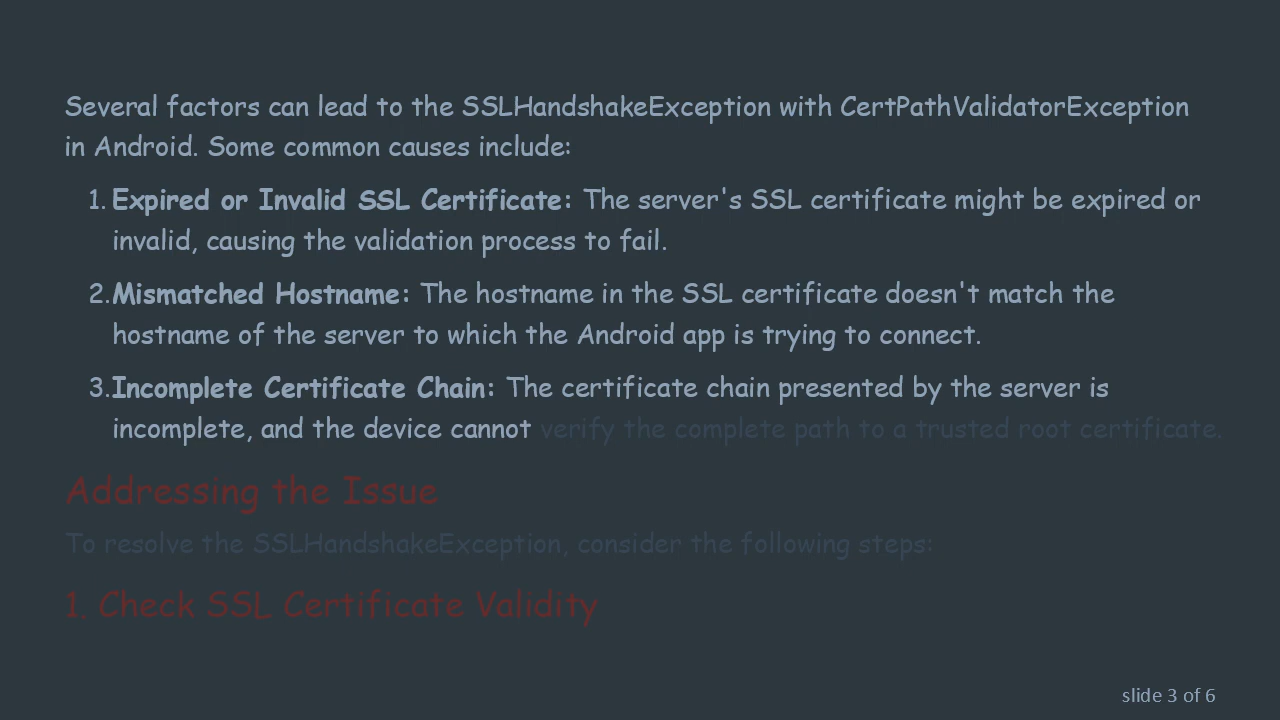 Several factors can lead to the SSLHandshakeException with CertPathValidatorException
in Android. Some common causes include:
1. Expired or Invalid SSL Certificate: The server's SSL certificate might be expired or
invalid, causing the validation process to fail.
2. Mismatched Hostname: The hostname in the SSL certificate doesn't match the
hostname of the server to which the Android app is trying to connect.
3. Incomplete Certificate Chain: The certificate chain presented by the server is
incomplete, and the device cannot verify the complete path to a trusted root certificate.
Addressing the Issue
To resolve the SSLHandshakeException, consider the following steps:
1. Check SSL Certificate Validity
slide 3 of 6